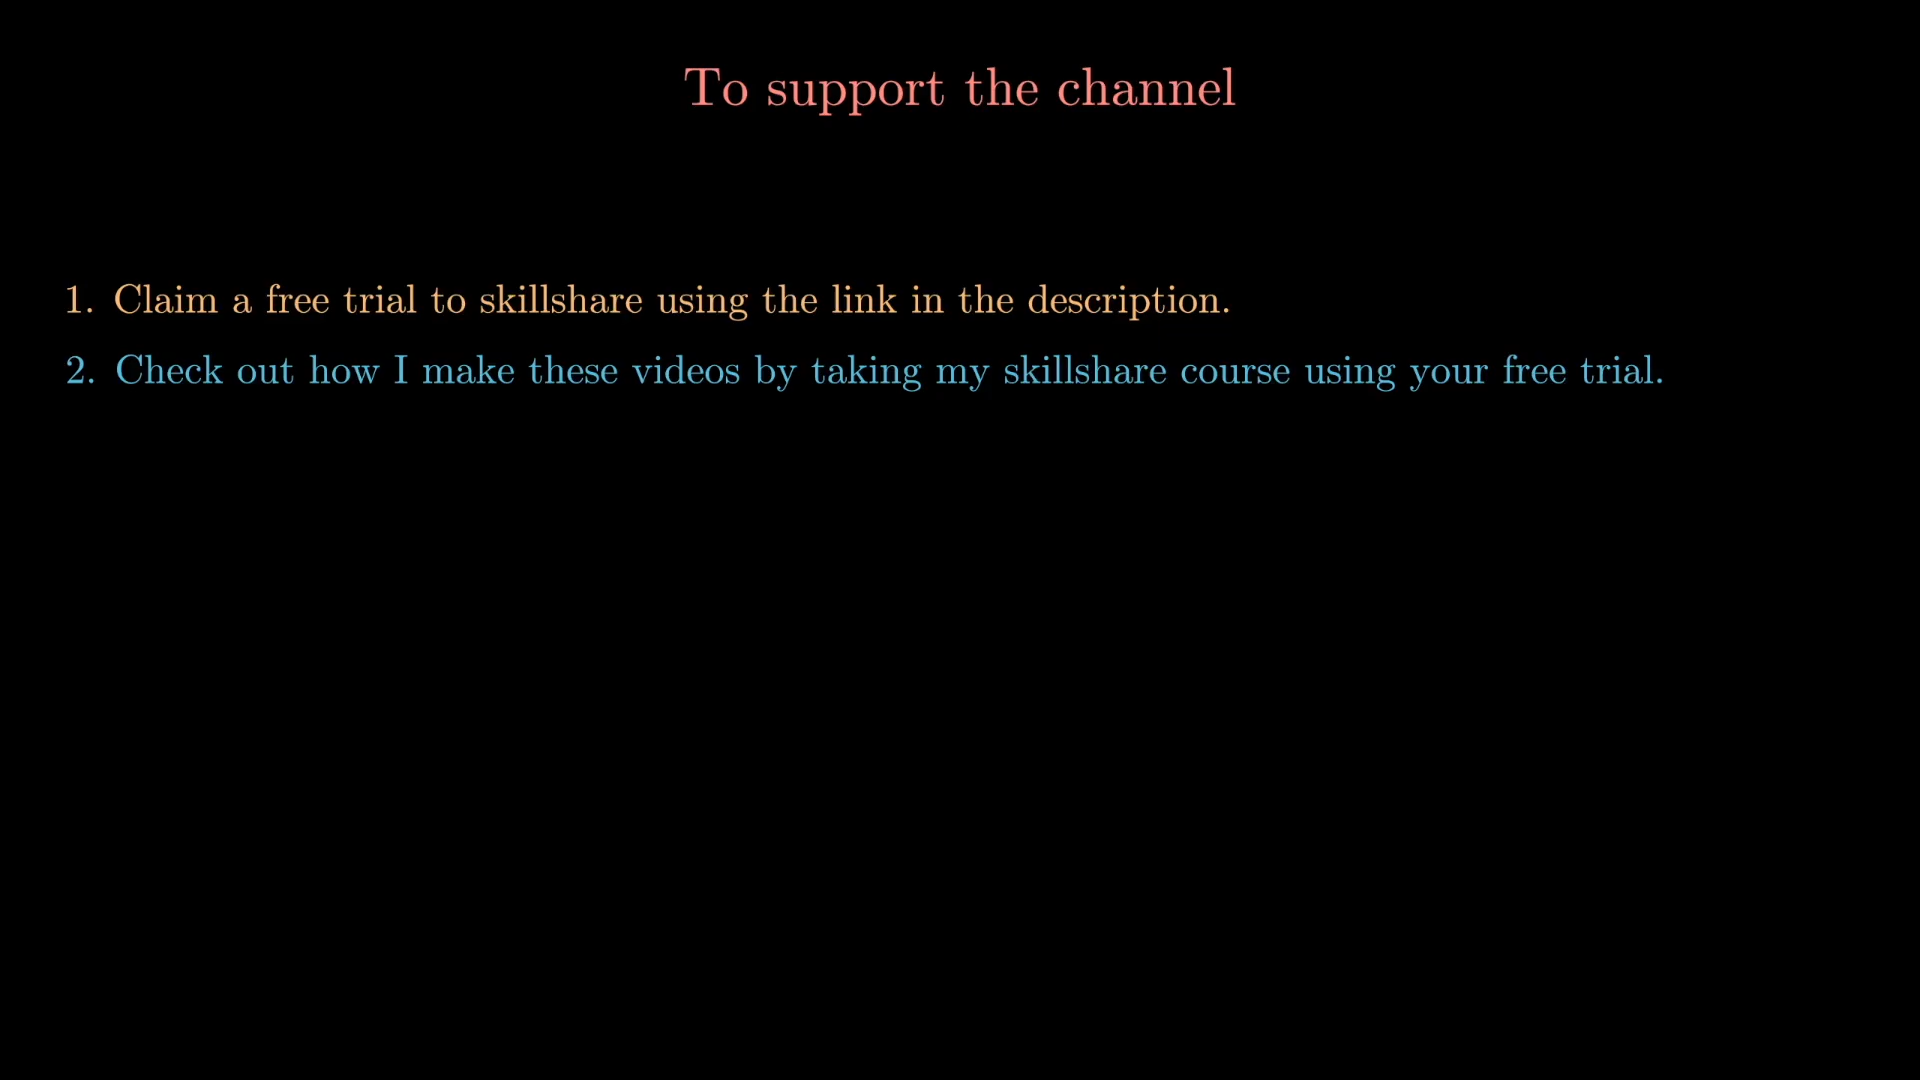 To support the channel
1. Claim a free trial to skillshare using the link in the description.
2. Check out how I make these videos by taking my skillshare course using your free trial.